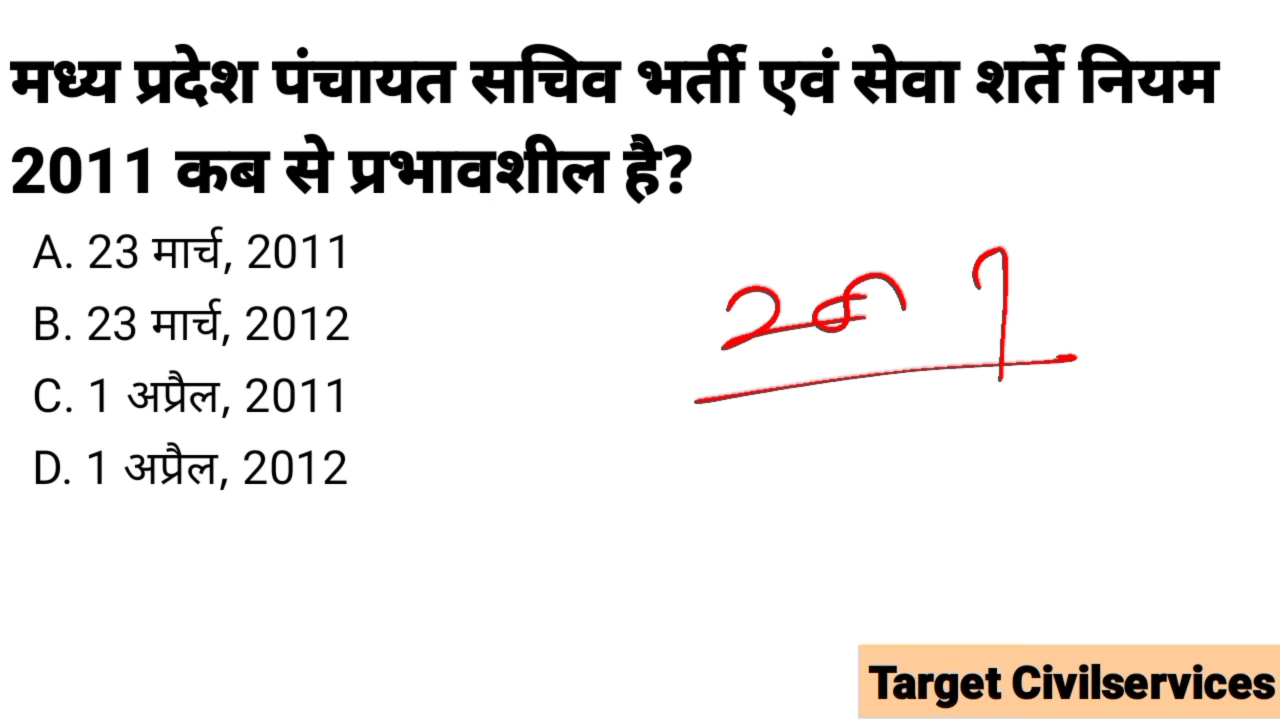 मध्य प्रदेश पंचायत सचिव भर्ती एवं सेवा शर्ते नियम
2011 कब से प्रभावशील है?
A. 23 मार्च, 2011
B. 23 मार्च, 2012
C. 1 अप्रैल, 2011
D. 1 अप्रैल, 2012
Target Civilservices